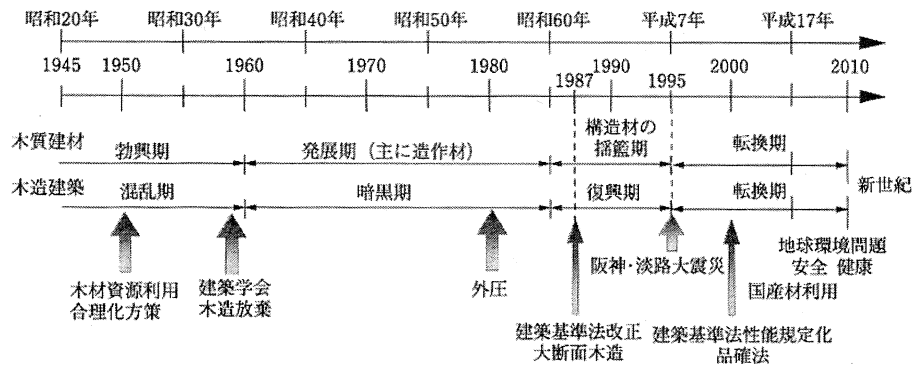 昭和20年 昭和30年 昭和40年 昭和50年 昭和60年 平成7年 平成17年
1945 1950 1960 1970 1980 1987 1990 1995 2000 2010
木質建材 勃興期 発展期（主に造作材） 構造材の
揺籃期 転換期
木造建築 混乱期 暗黒期 復興期 転換期 新世紀
木材資源利用
合理化方策
建築学会
木造放棄
外圧
建築基準法改正
大断面木造
阪神・淡路大震災
建築基準法性能規定化
品確法
地球環境問題
安全 健康
国産材利用